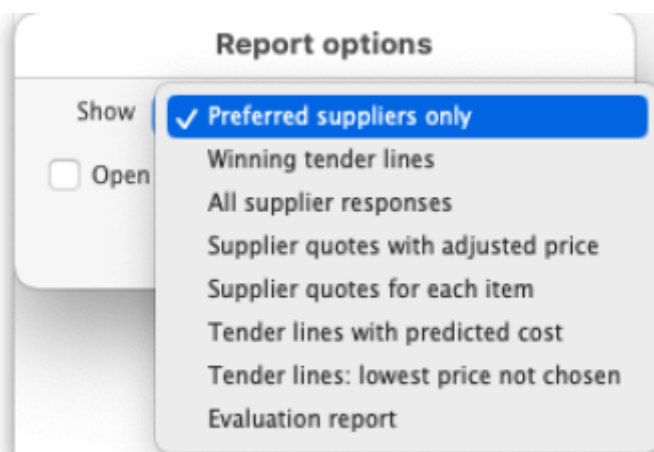 Report options
Show
✓ Preferred suppliers only
Winning tender lines
Open
All supplier responses
Supplier quotes with adjusted price
Supplier quotes for each item
Tender lines with predicted cost
Tender lines: lowest price not chosen
Evaluation report